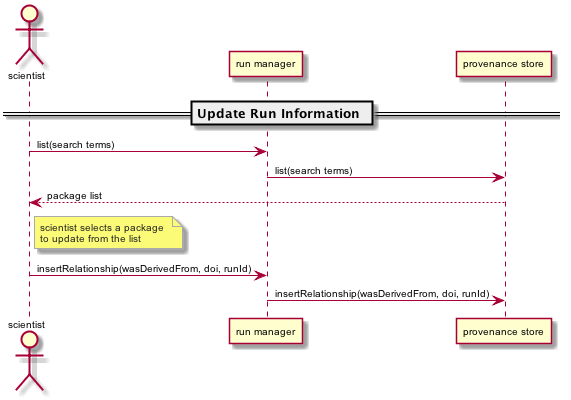 scientist
run manager
provenance store
Update Run Information
list(search terms)
list(search terms)
package list
scientist selects a package
to update from the list
insertRelationship(wasDerivedFrom, doi, runId)
insertRelationship(wasDerivedFrom, doi, runId)
scientist
run manager
provenance store